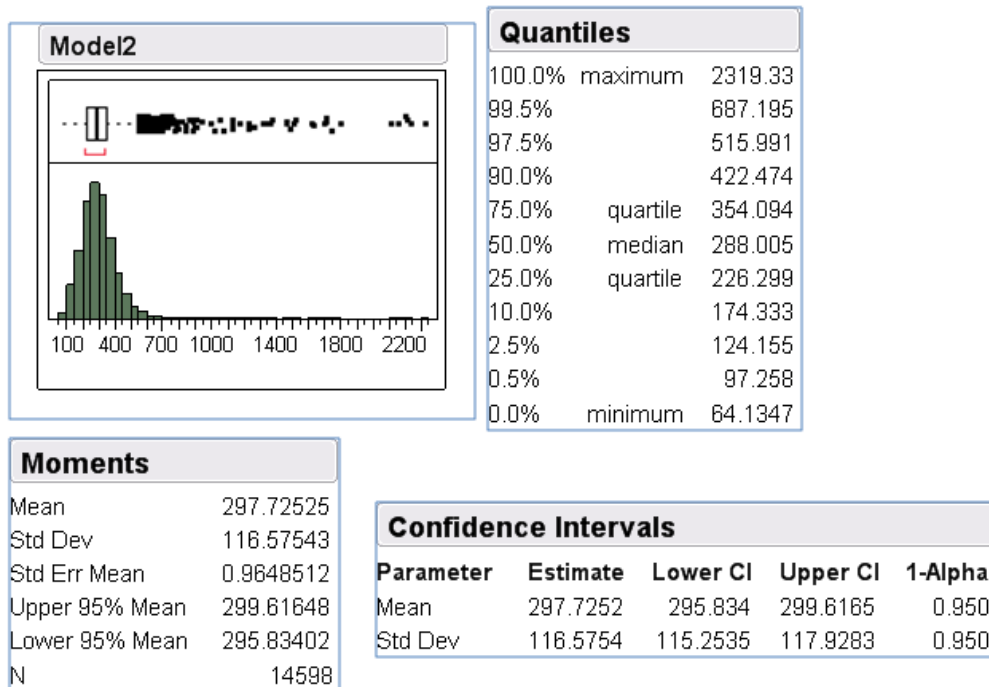 Model2
100 400 700 1000 1400 1800 2200
Quantiles
100.0% maximum 2319.33
99.5% 687.195
97.5% 515.991
90.0% 422.474
75.0% quartile 354.094
50.0% median 288.005
25.0% quartile 226.299
10.0% 174.333
2.5% 124.155
0.5% 97.258
0.0% minimum 64.1347
Moments
Mean 297.72525
Std Dev 116.57543
Std Err Mean 0.9648512
Upper 95% Mean 299.61648
Lower 95% Mean 295.83402
N 14598
Confidence Intervals
Parameter Estimate Lower CI Upper CI 1-Alpha
Mean 297.7252 295.834 299.6165 0.950
Std Dev 116.5754 115.2535 117.9283 0.950